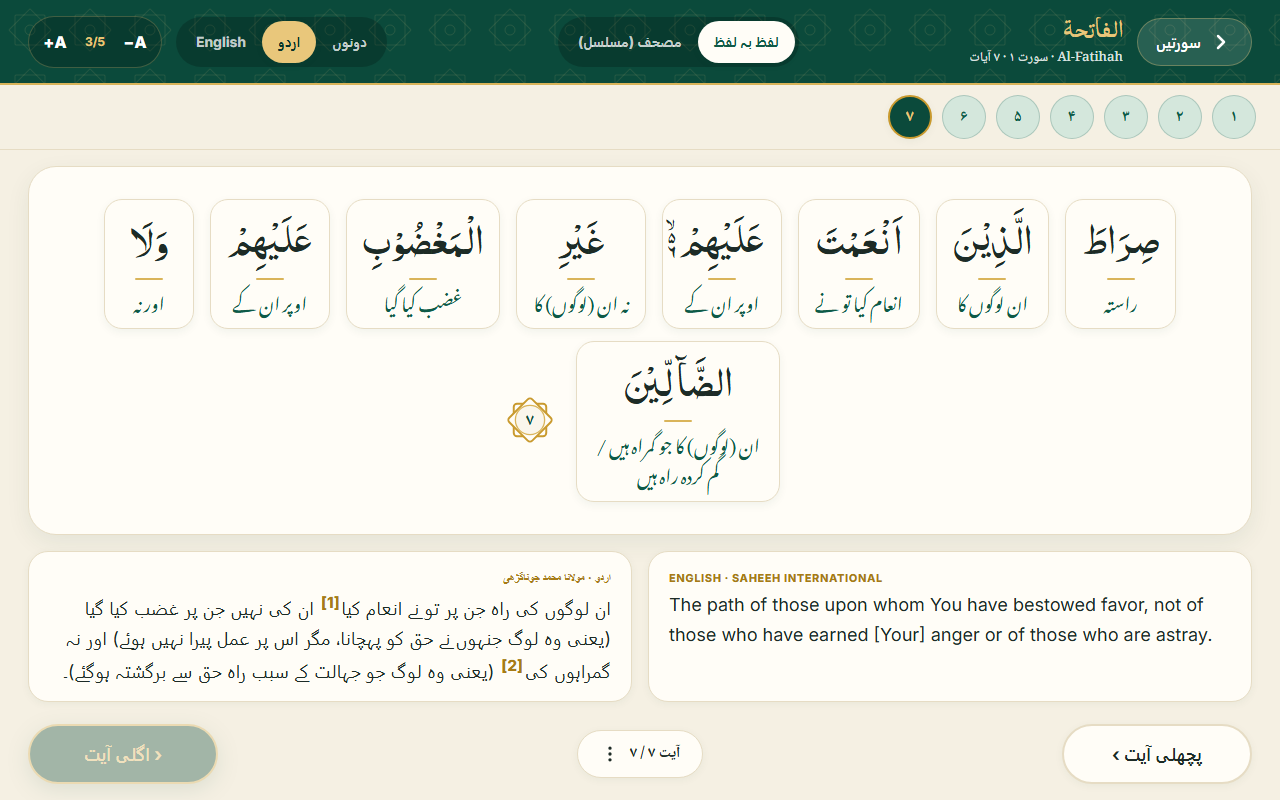 سورتیں
الفاتحة
Al-Fatihah · سورت ۱ · ۷ آیات
لفظ بہ لفظ
مصحف (مسلسل)
دونوں
اردو
English
A−
3/5
A+
۱
۲
۳
۴
۵
۶
۷
صِرَاطَ
الَّذِيْنَ
اَنْعَمْتَ
عَلَيْهِمْ ۙ۬
غَيْرِ
الْمَغْضُوْبِ
عَلَيْهِمْ
وَلَا
راستہ
ان لوگوں کا
انعام کیا تو نے
اوپر ان کے
نہ ان (لوگوں) کا
غضب کیا گیا
اوپر ان کے
اور نہ
الضَّآلِّيْنَ
ان (لوگوں) کا جو گمراہ ہیں /
گم کردہ راہ ہیں
۷
ENGLISH · SAHEEH INTERNATIONAL
The path of those upon whom You have bestowed favor, not of
those who have earned [Your] anger or of those who are astray.
اردو · مولانا محمد جوناگڑھی
ان لوگوں کی راه جن پر تو نے انعام کیا[1] ان کی نہیں جن پر غضب کیا گیا
(یعنی وه لوگ جنہوں نے حق کو پہچانا، مگر اس پر عمل پیرا نہیں ہوئے) اور نہ
گمراہوں کی[2] (یعنی وه لوگ جو جہالت کے سبب راه حق سے برگشتہ ہوگئے)۔
پچھلی آیت ›
آیت ۷ / ۷ ⋮
‹ اگلی آیت